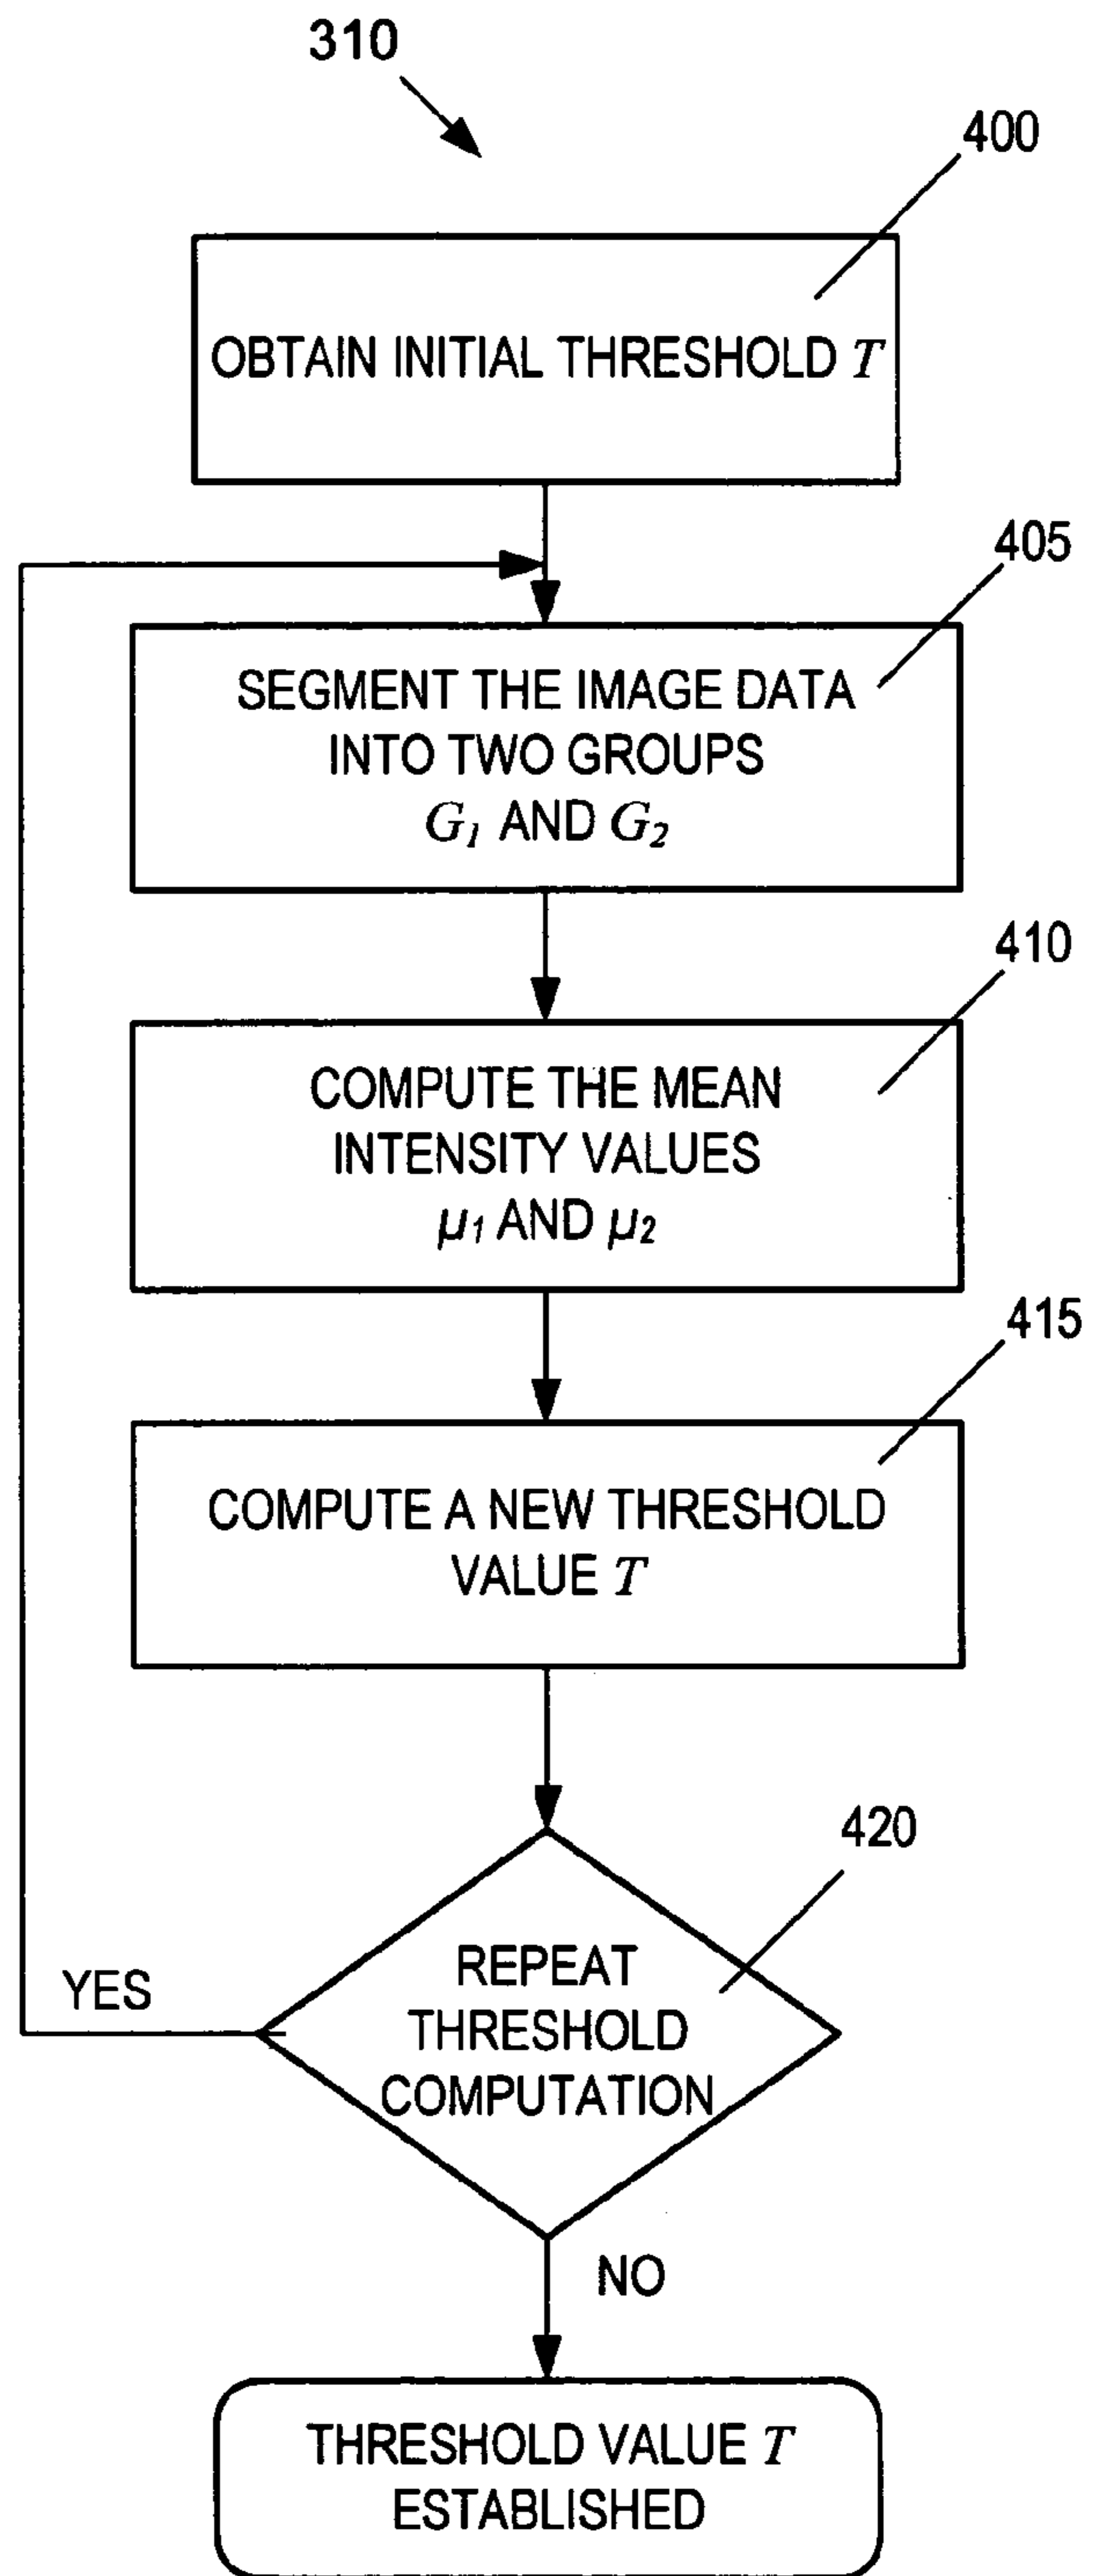 310
400
OBTAIN INITIAL THRESHOLD T
405
SEGMENT THE IMAGE DATA
INTO TWO GROUPS
G₁ AND G₂
410
COMPUTE THE MEAN
INTENSITY VALUES
μ₁ AND μ₂
415
COMPUTE A NEW THRESHOLD
VALUE T
420
REPEAT
THRESHOLD
COMPUTATION
YES
NO
THRESHOLD VALUE T
ESTABLISHED